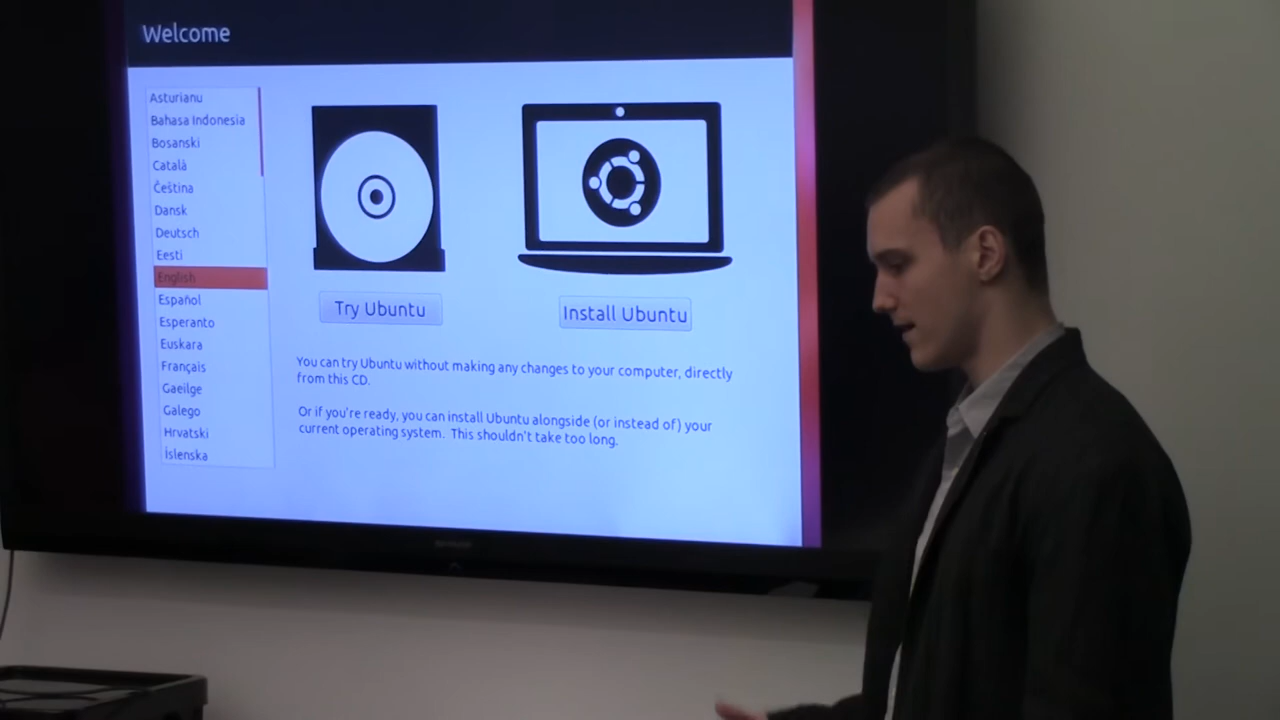 Welcome
Asturianu
Bahasa Indonesia
Bosanski
Català
Čeština
Dansk
Deutsch
Eesti
English
Español
Esperanto
Euskara
Français
Gaeilge
Galego
Hrvatski
Íslenska
Try Ubuntu
Install Ubuntu
You can try Ubuntu without making any changes to your computer, directly
from this CD.
Or if you're ready, you can install Ubuntu alongside (or instead of) your
current operating system. This shouldn't take too long.